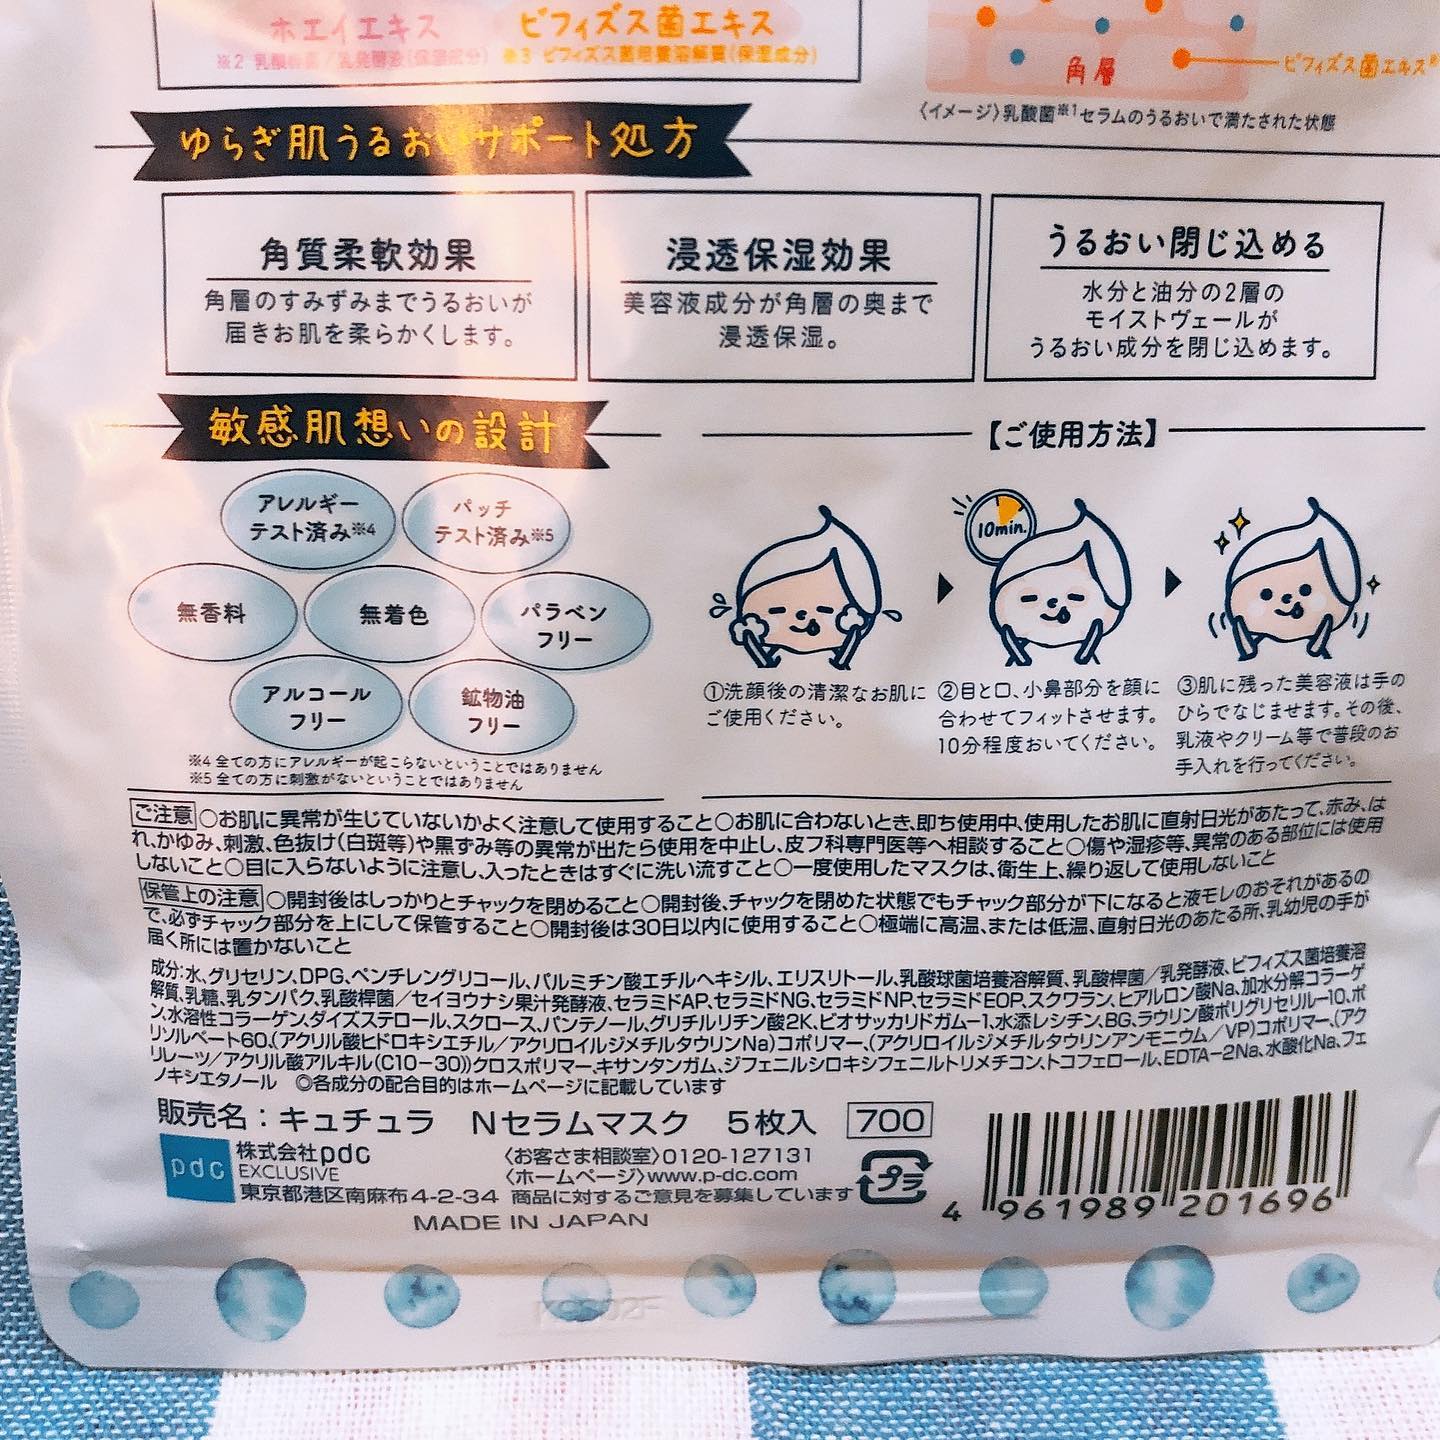 ホエイエキス
ビフィズス菌エキス
※2 乳酸桿菌/乳発酵液(保湿成分)
※3 ビフィズス菌培養溶解質(保湿成分)
角層
ビフィズス菌エキス
〈イメージ〉乳酸菌※1セラムのうるおいで満たされた状態
ゆらぎ肌うるおいサポート処方
角質柔軟効果
角層のすみずみまでうるおいが
届きお肌を柔らかくします。
浸透保湿効果
美容液成分が角層の奥まで
浸透保湿。
うるおい閉じ込める
水分と油分の2層の
モイストヴェールが
うるおい成分を閉じ込めます。
敏感肌想いの設計
アレルギー
テスト済み※4
パッチ
テスト済み※5
無香料
無着色
パラベン
フリー
アルコール
フリー
鉱物油
フリー
※4 全ての方にアレルギーが起こらないということではありません
※5 全ての方に刺激がないということではありません
【ご使用方法】
10min.
①洗顔後の清潔なお肌に
ご使用ください。
②目と口、小鼻部分を顔に
合わせてフィットさせます。
10分程度おいてください。
③肌に残った美容液は手の
ひらでなじませます。その後、
乳液やクリーム等で普段のお
手入れを行ってください。
ご注意 ○お肌に異常が生じていないかよく注意して使用すること○お肌に合わないとき、即ち使用中、使用したお肌に直射日光があたって、赤み、は
れ、かゆみ、刺激、色抜け(白斑等)や黒ずみ等の異常が出たら使用を中止し、皮フ科専門医等へ相談すること○傷や湿疹等、異常のある部位には使用
しないこと○目に入らないように注意し、入ったときはすぐに洗い流すこと○一度使用したマスクは、衛生上、繰り返して使用しないこと
保管上の注意 ○開封後はしっかりとチャックを閉めること○開封後、チャックを閉めた状態でもチャック部分が下になると液モレのおそれがあるの
で、必ずチャック部分を上にして保管すること○開封後は30日以内に使用すること○極端に高温、または低温、直射日光のあたる所、乳幼児の手が
届く所には置かないこと
成分:水、グリセリン、DPG、ペンチレングリコール、パルミチン酸エチルヘキシル、エリスリトール、乳酸球菌培養溶解質、乳酸桿菌/乳発酵液、ビフィズス菌培養溶
解質、乳糖、乳タンパク、乳酸桿菌/セイヨウナシ果汁発酵液、セラミドAP、セラミドNG、セラミドNP、セラミドEOP、スクワラン、ヒアルロン酸Na、加水分解コラーゲ
ン、水溶性コラーゲン、ダイズステロール、スクロース、パンテノール、グリチルリチン酸2K、ビオサッカリドガム-1、水添レシチン、BG、ラウリン酸ポリグリセリル-10、ポ
リソルベート60、(アクリル酸ヒドロキシエチル/アクリロイルジメチルタウリンNa)コポリマー、(アクリロイルジメチルタウリンアンモニウム/VP)コポリマー、(アク
リレーツ/アクリル酸アルキル(C10-30))クロスポリマー、キサンタンガム、ジフェニルシロキシフェニルトリメチコン、トコフェロール、EDTA-2Na、水酸化Na、フェ
ノキシエタノール ◎各成分の配合目的はホームページに記載しています
販売名:キュチュラ Nセラムマスク 5枚入 700
pdc
株式会社pdc
EXCLUSIVE
東京都港区南麻布4-2-34
〈お客さま相談室〉0120-127131
〈ホームページ〉www.p-dc.com
商品に対するご意見を募集しています
プラ
MADE IN JAPAN
4 961989 201696